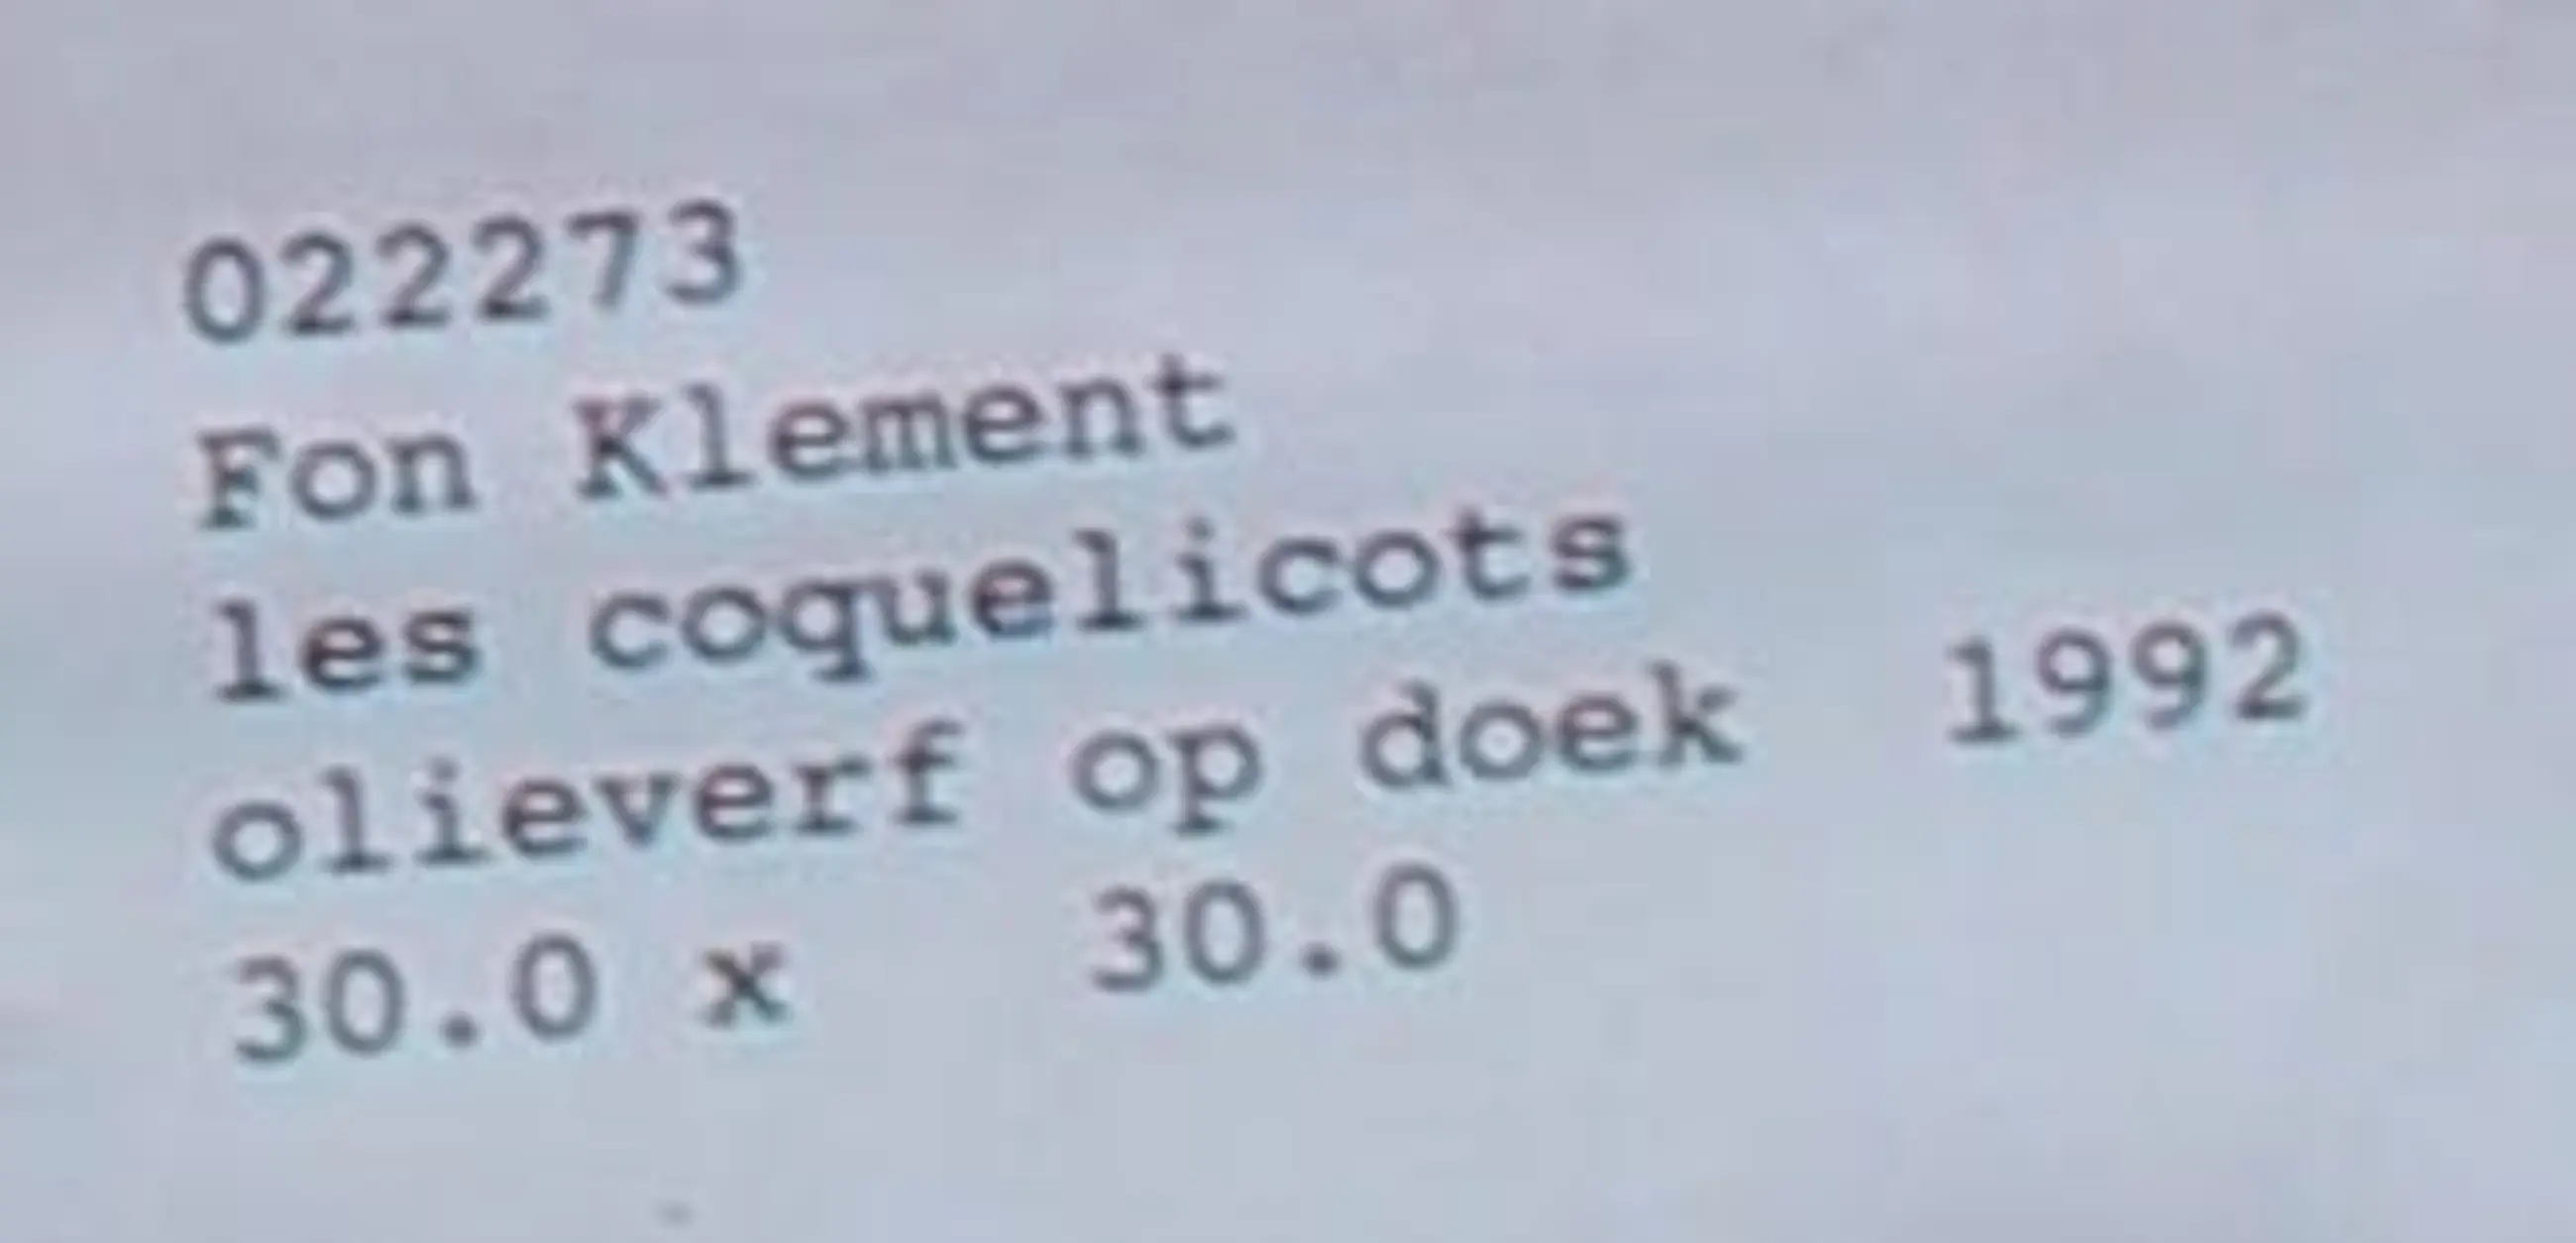 022273
Fon Klement
les coquelicots
olieverf op doek 1992
30.0 x 30.0